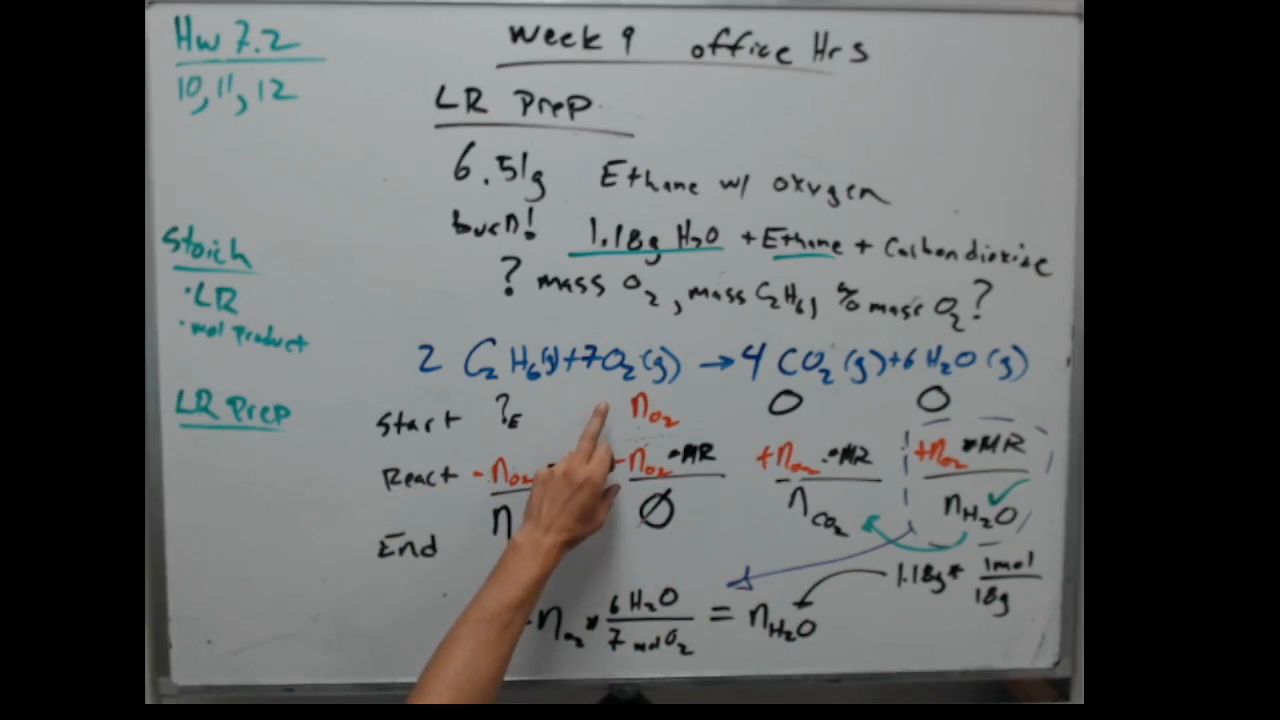 Hw 7.2
10, 11, 12
Week 9 office Hrs
LR Prep
6.51g Ethane w/ oxygen
burn! 1.18g H2O + Ethane + Carbondioxide
? mass O2, mass C2H6, % mass O2?
Stoich
• LR
• mol product
LR Prep
2 C2H6(g)+7O2(g) → 4 CO2(g)+6 H2O(g)
Start ?E nO2 0 0
React -nO2 -nO2 •MR +nO2 •MR +nO2 •MR
End n Ø nCO2 nH2O
1.18g* 1mol/18g
nO2 * 6 H2O / 7 mol O2 = nH2O